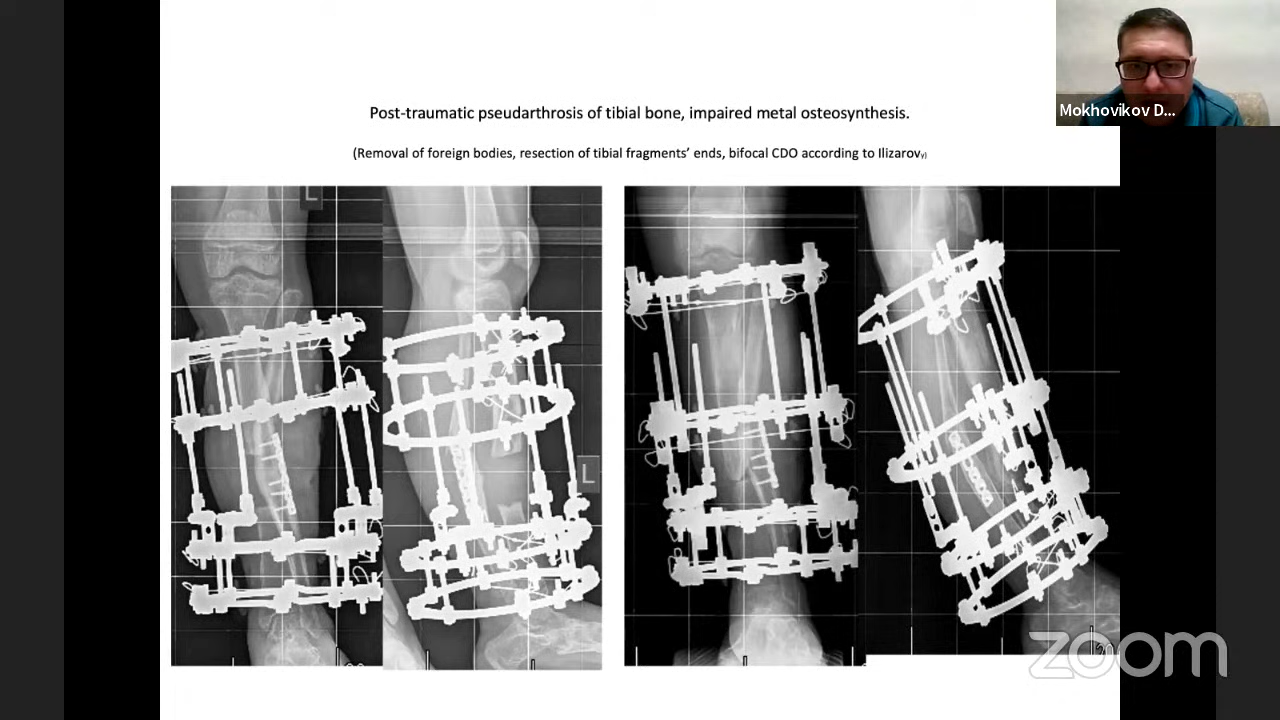 Post-traumatic pseudarthrosis of tibial bone, impaired metal osteosynthesis.
(Removal of foreign bodies, resection of tibial fragments’ ends, bifocal CDO according to Ilizarovy)
Mokhovikov D...
L
L
zoom